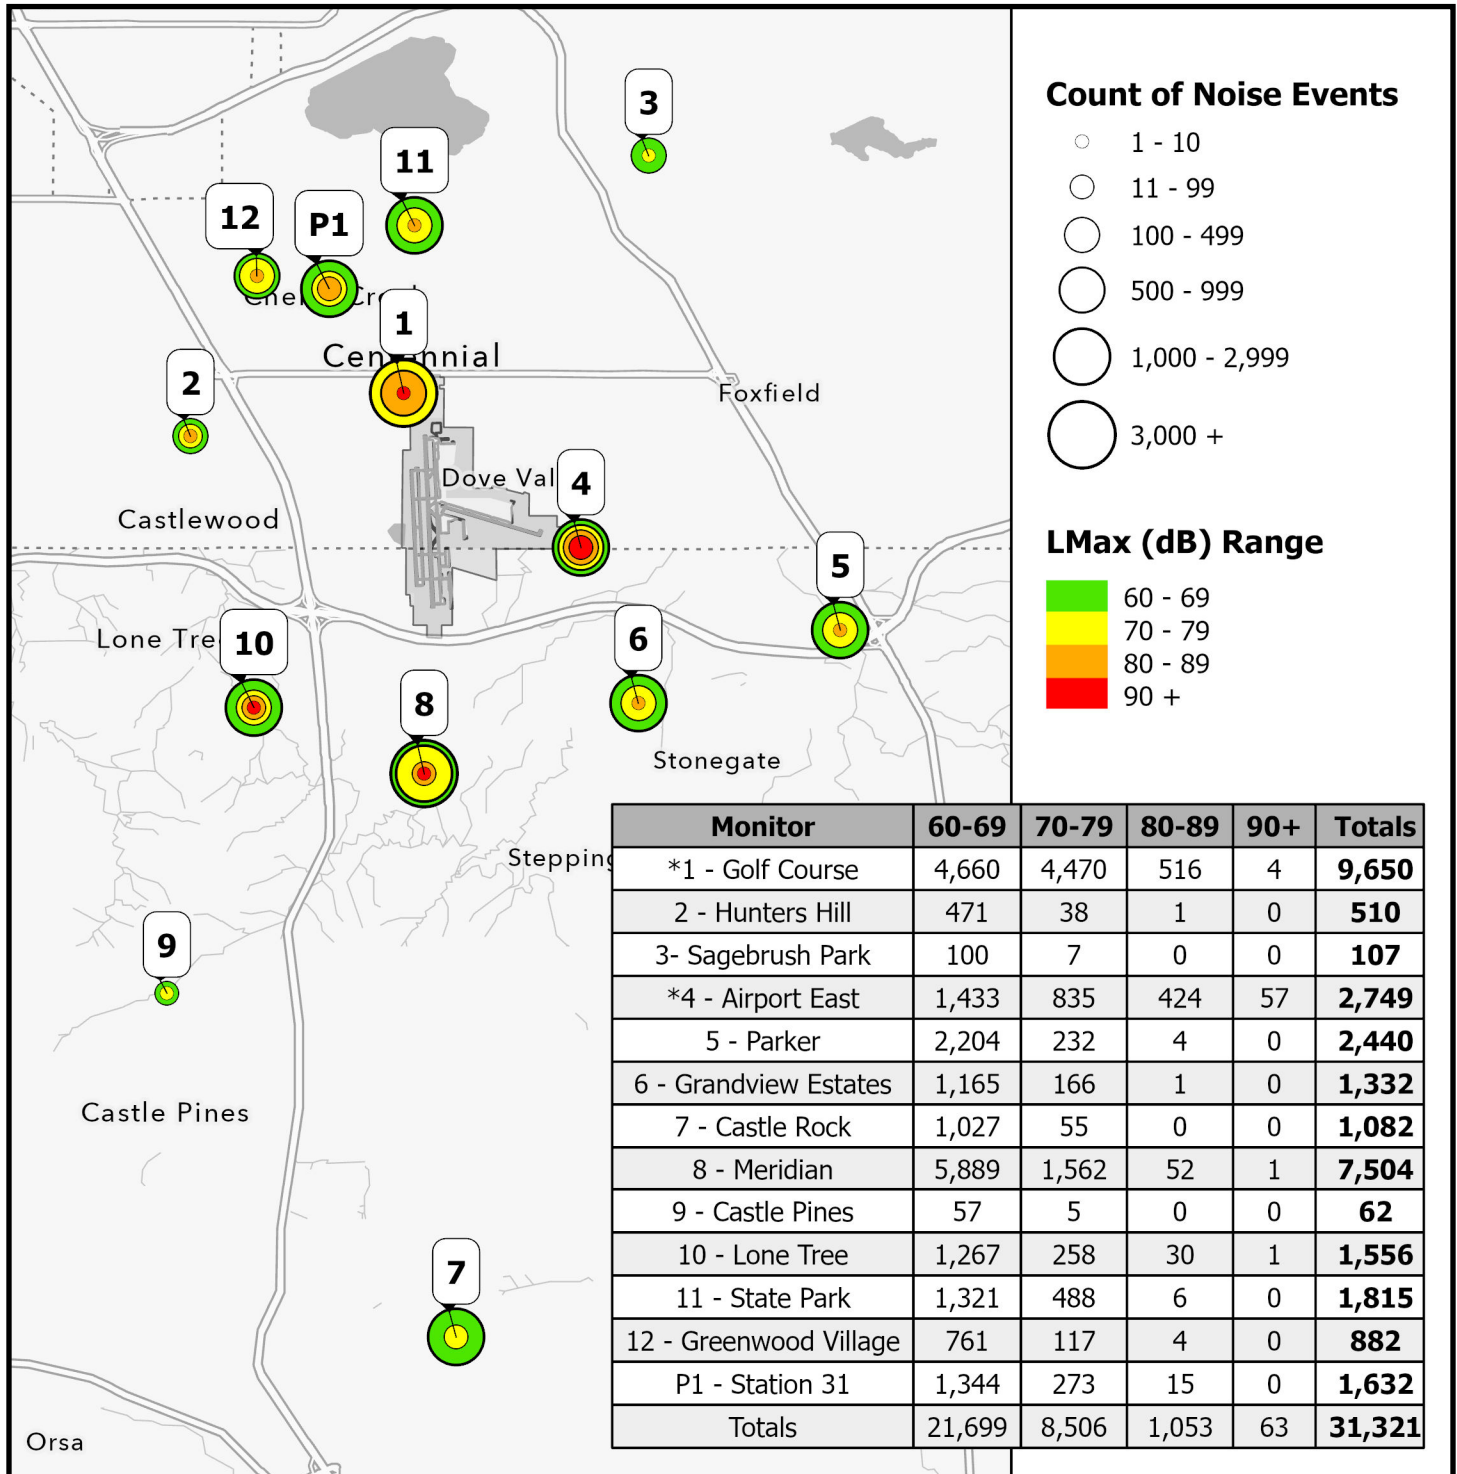 3
11
12
P1
Che
Cr
1
Centennial
2
Foxfield
Dove Val
4
Castlewood
5
Lone Tre
10
6
8
Stonegate
Stepping
9
Castle Pines
7
Orsa
Count of Noise Events
1 - 10
11 - 99
100 - 499
500 - 999
1,000 - 2,999
3,000 +
LMax (dB) Range
60 - 69
70 - 79
80 - 89
90 +
Monitor 60-69 70-79 80-89 90+ Totals
*1 - Golf Course 4,660 4,470 516 4 9,650
2 - Hunters Hill 471 38 1 0 510
3- Sagebrush Park 100 7 0 0 107
*4 - Airport East 1,433 835 424 57 2,749
5 - Parker 2,204 232 4 0 2,440
6 - Grandview Estates 1,165 166 1 0 1,332
7 - Castle Rock 1,027 55 0 0 1,082
8 - Meridian 5,889 1,562 52 1 7,504
9 - Castle Pines 57 5 0 0 62
10 - Lone Tree 1,267 258 30 1 1,556
11 - State Park 1,321 488 6 0 1,815
12 - Greenwood Village 761 117 4 0 882
P1 - Station 31 1,344 273 15 0 1,632
Totals 21,699 8,506 1,053 63 31,321